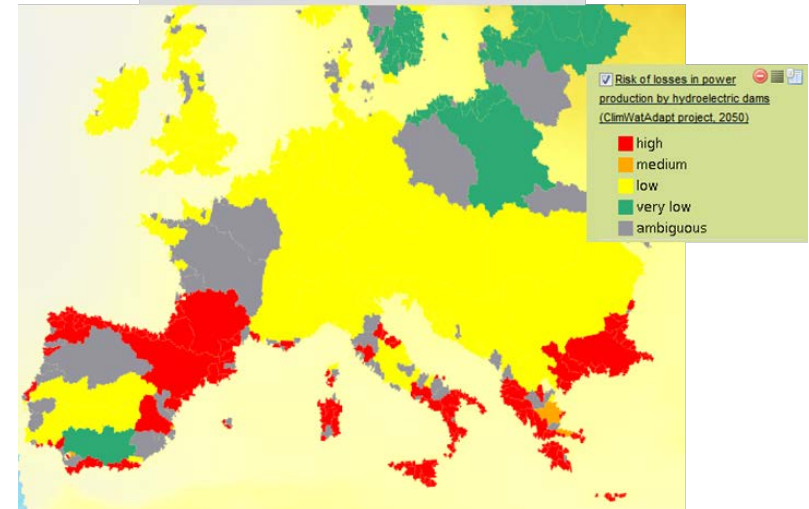 Risk of losses in power
production by hydroelectric dams
(ClimWatAdapt project, 2050)
high
medium
low
very low
ambiguous